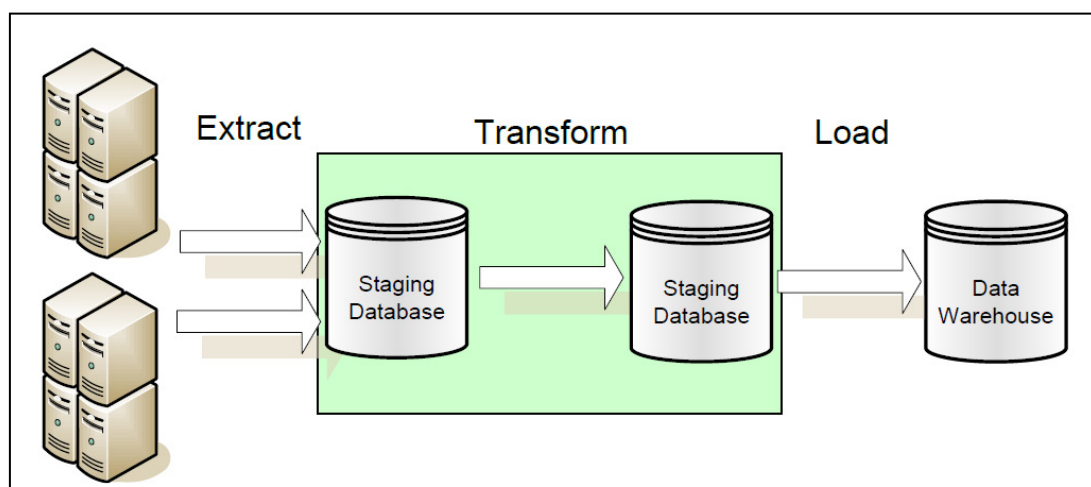 Extract
Transform
Load
Staging
Database
Staging
Database
Data
Warehouse